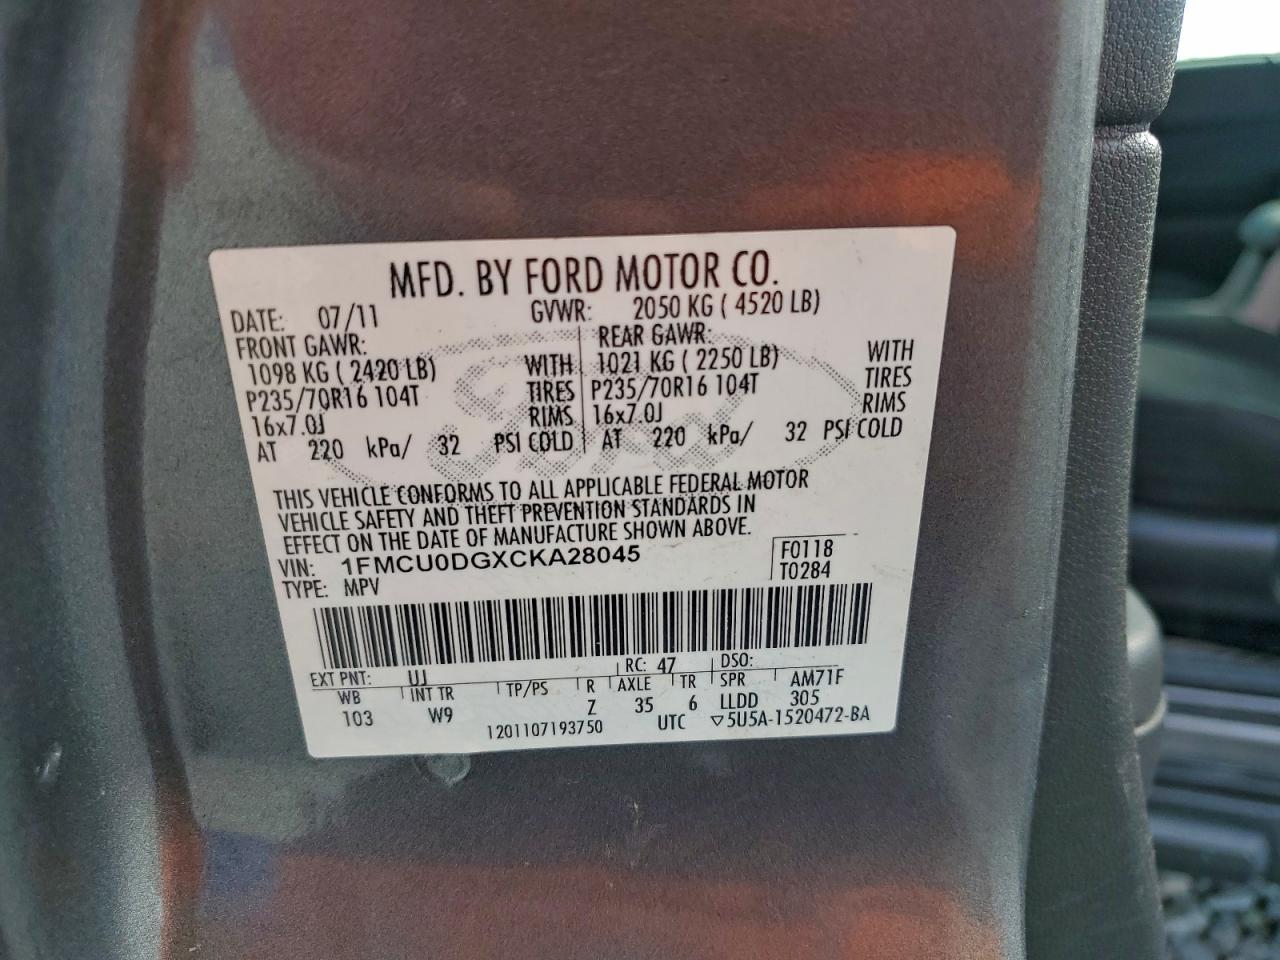 MFD. BY FORD MOTOR CO.
DATE: 07/11 GVWR: 2050 KG ( 4520 LB)
FRONT GAWR: REAR GAWR:
1098 KG ( 2420 LB) WITH 1021 KG ( 2250 LB) WITH
P235/70R16 104T TIRES P235/70R16 104T TIRES
16x7.0J RIMS 16x7.0J RIMS
AT 220 kPa/ 32 PSI COLD AT 220 kPa/ 32 PSI COLD
Ford
THIS VEHICLE CONFORMS TO ALL APPLICABLE FEDERAL MOTOR
VEHICLE SAFETY AND THEFT PREVENTION STANDARDS IN
EFFECT ON THE DATE OF MANUFACTURE SHOWN ABOVE.
VIN: 1FMCU0DGXCKA28045 F0118
TYPE: MPV T0284
EXT PNT: UJ RC: 47 DSO:
WB INT TR TP/PS R AXLE TR SPR AM71F
103 W9 Z 35 6 LLDD 305
1201107193750 UTC ▽5U5A-1520472-BA